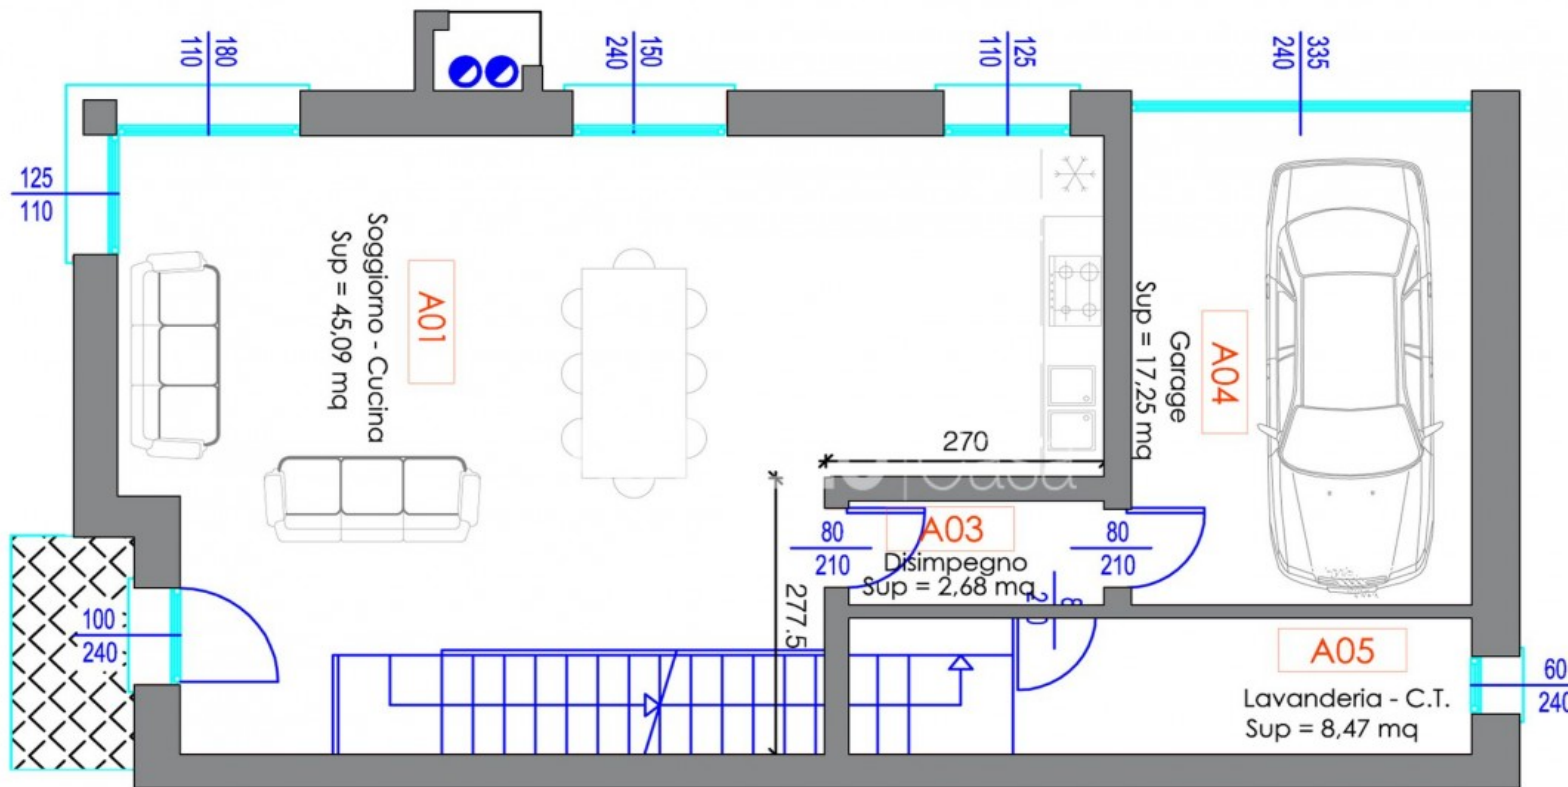 180
110
150
240
125
110
335
240
125
110
A01
Soggiorno - Cucina
Sup = 45,09 mq
A04
Garage
Sup = 17,25 mq
270
Casa
A03
Disimpegno
Sup = 2,68 mq
80
210
80
210
277.5
100
240
A05
Lavanderia - C.T.
Sup = 8,47 mq
60
240